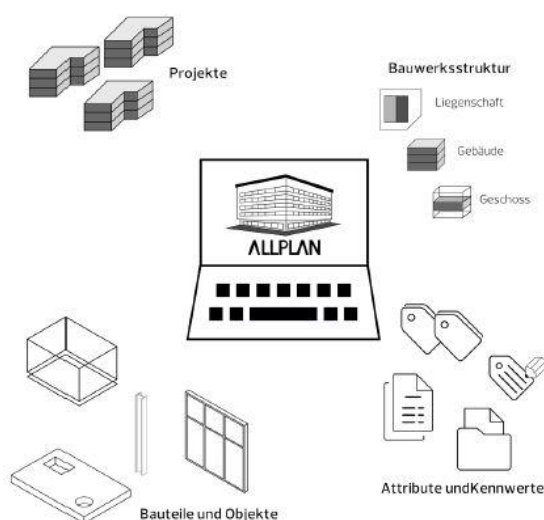 Projekte
Bauwerksstruktur
Liegenschaft
Gebäude
Geschoss
ALLPLAN
Bauteile und Objekte
Attribute undKennwerte